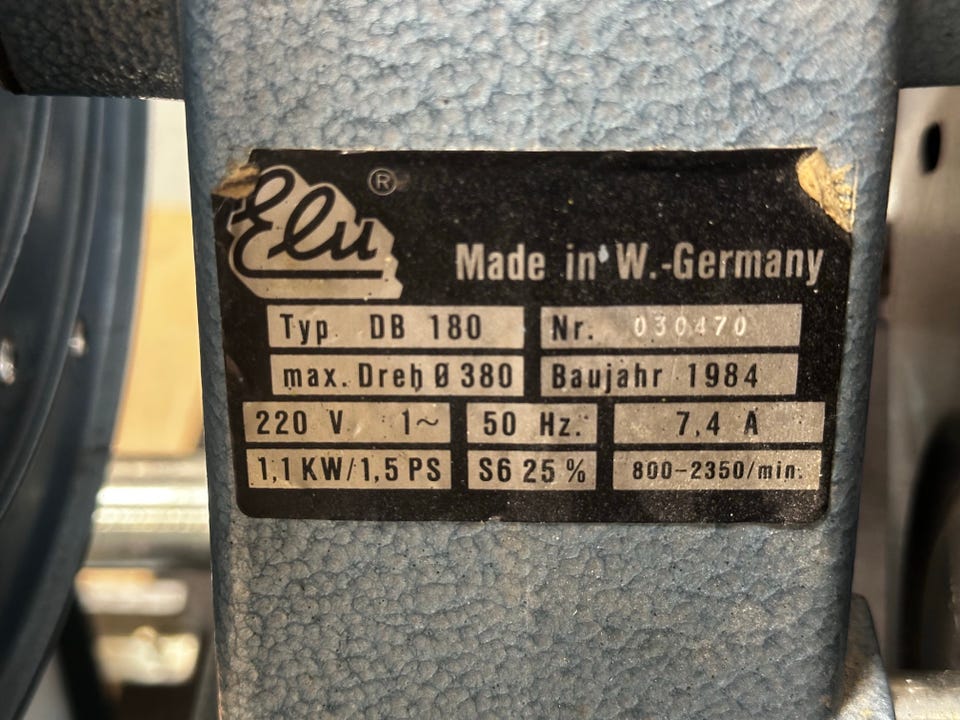 Elu ®
Made in W.-Germany
Typ DB 180 Nr. 030470
max. Dreh Ø 380 Baujahr 1984
220 V 1~ 50 Hz. 7,4 A
1,1 KW/1,5 PS S6 25 % 800-2350/min.